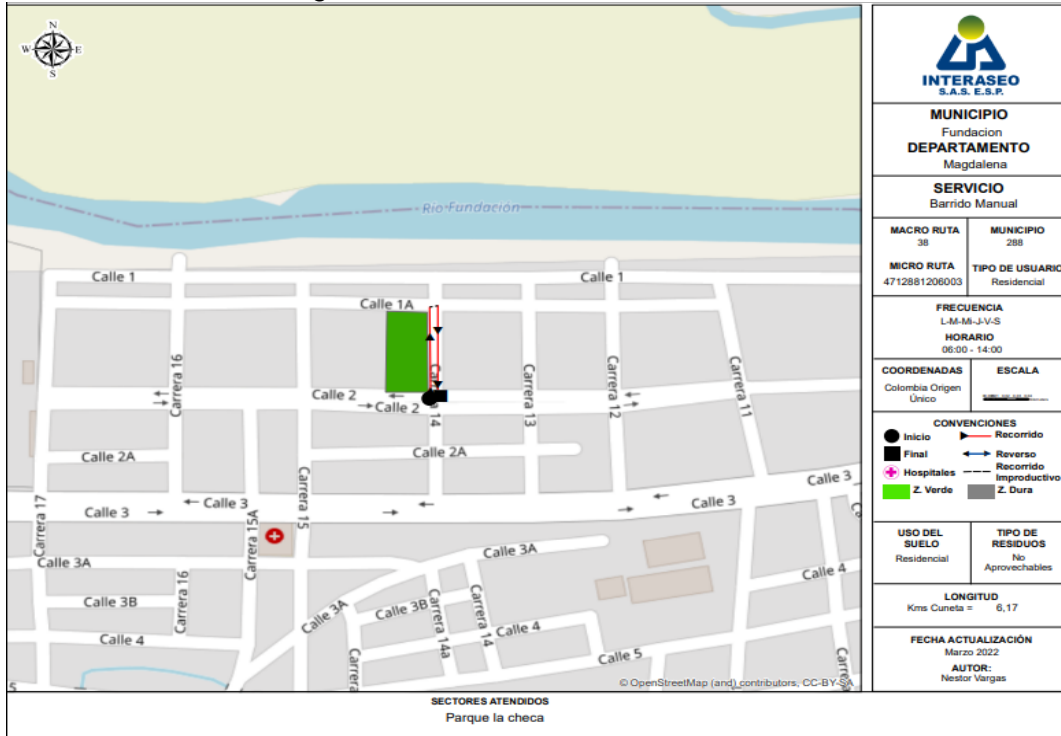 N
W E
S
Río Fundación
Calle 1
Calle 1
Calle 1A
Carrera 16
Carrera 14
Carrera 13
Carrera 12
Carrera 11
Calle 2
Calle 2
Calle 2A
Calle 2A
Carrera 17
Carrera 15
Calle 3
Calle 3
Calle 3
Calle 3
Carrera 15A
Calle 3A
Calle 3A
Calle 3A
Carrera 16
Calle 3B
Calle 3B
Carrera 14a
Carrera 14
Calle 4
Calle 4
Calle 4
Calle 5
Carrera
© OpenStreetMap (and) contributors, CC-BY-SA
SECTORES ATENDIDOS
Parque la checa
INTERASEO
S.A.S. E.S.P.
MUNICIPIO
Fundacion
DEPARTAMENTO
Magdalena
SERVICIO
Barrido Manual
MACRO RUTA
38
MUNICIPIO
288
MICRO RUTA
4712881206003
TIPO DE USUARIO
Residencial
FRECUENCIA
L-M-Mi-J-V-S
HORARIO
06:00 - 14:00
COORDENADAS
Colombia Origen
Único
ESCALA
CONVENCIONES
Inicio
Recorrido
Final
Reverso
Hospitales
Recorrido
Improductivo
Z. Verde
Z. Dura
USO DEL
SUELO
Residencial
TIPO DE
RESIDUOS
No
Aprovechables
LONGITUD
Kms Cuneta = 6,17
FECHA ACTUALIZACIÓN
Marzo 2022
AUTOR:
Nestor Vargas